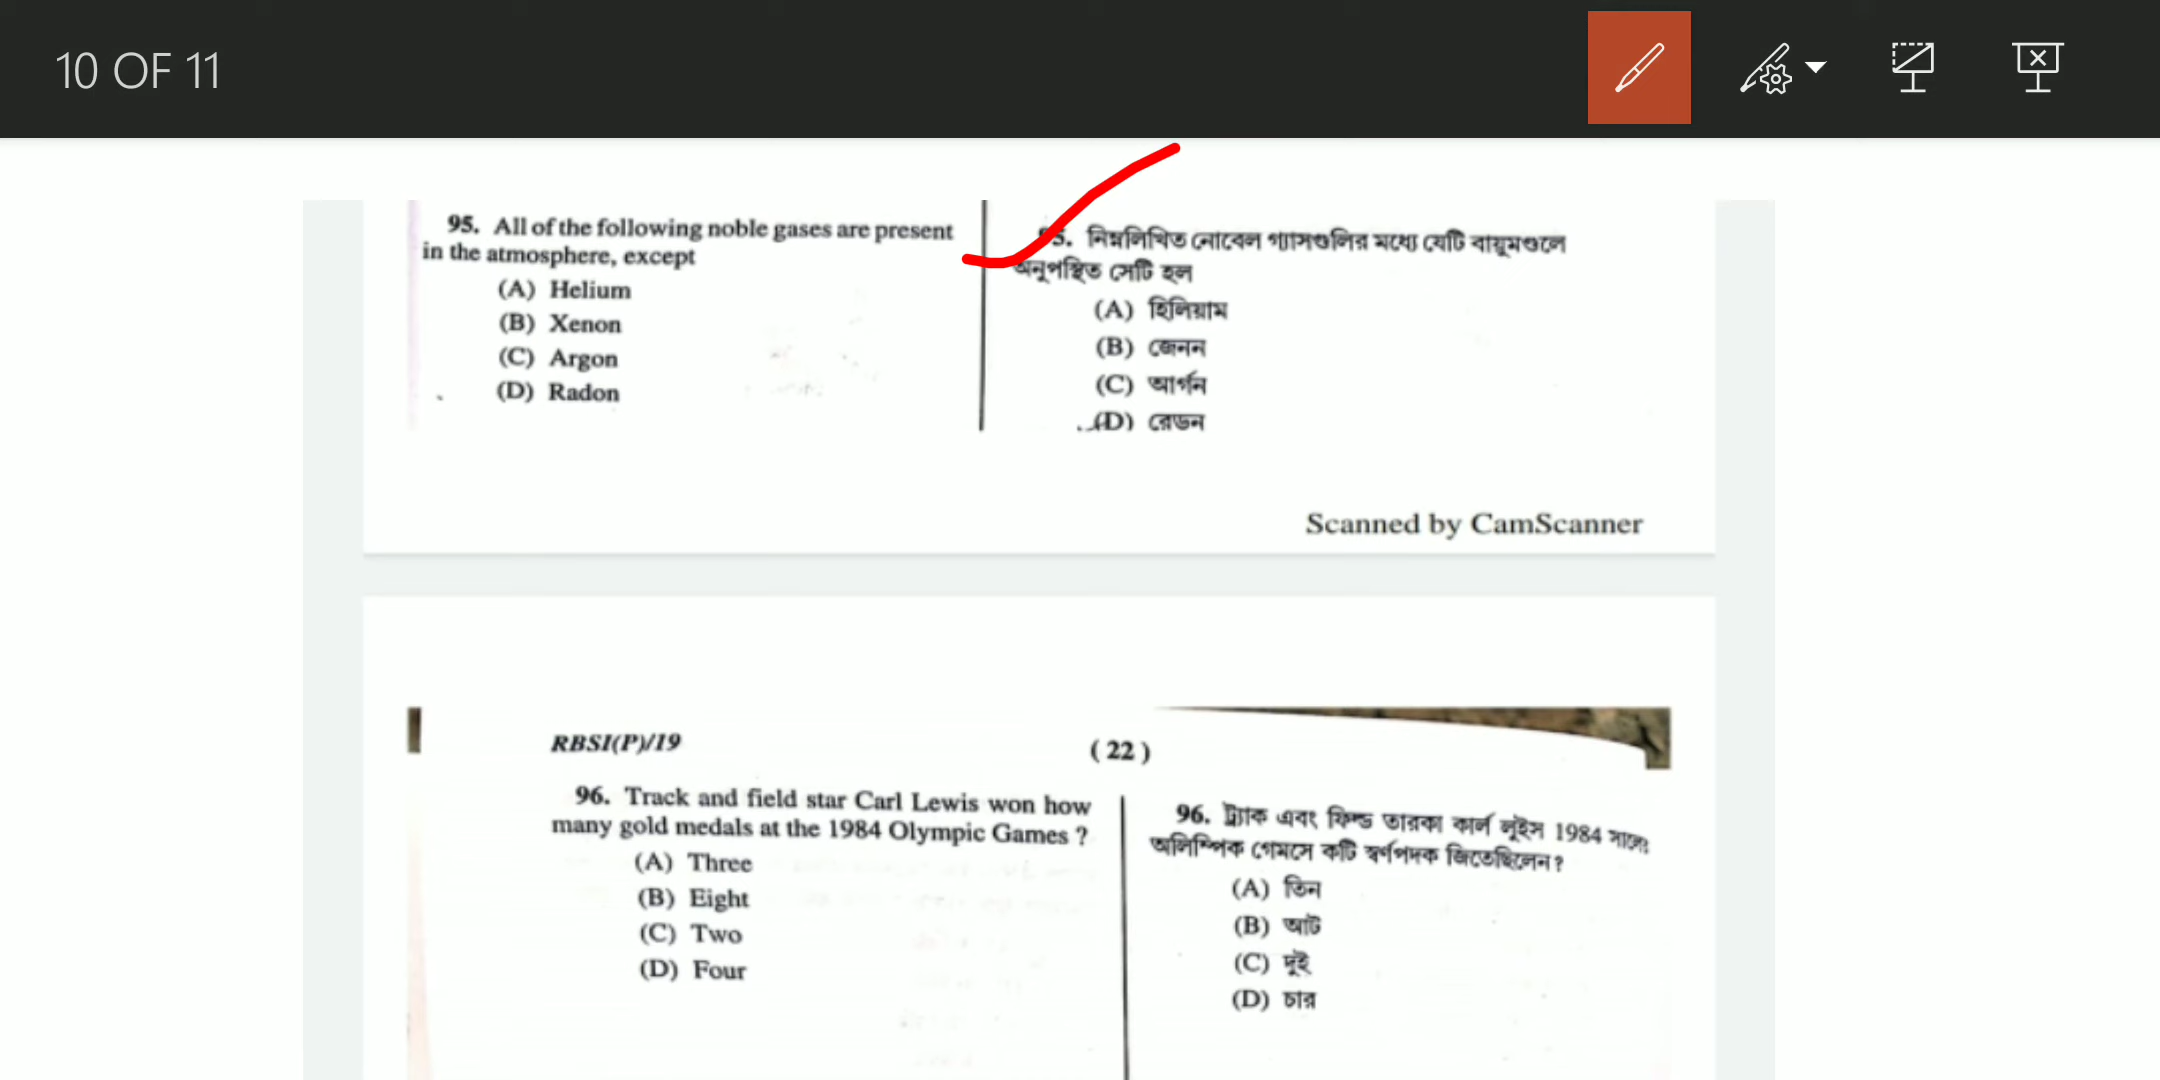 10 OF 11
95. All of the following noble gases are present
in the atmosphere, except
(A) Helium
(B) Xenon
(C) Argon
(D) Radon
95. নিম্নলিখিত নোবেল গ্যাসগুলির মধ্যে যেটি বায়ুমণ্ডলে
অনুপস্থিত সেটি হল
(A) হিলিয়াম
(B) জেনন
(C) আর্গন
(D) রেডন
Scanned by CamScanner
RBSI(P)/19
( 22 )
96. Track and field star Carl Lewis won how
many gold medals at the 1984 Olympic Games ?
(A) Three
(B) Eight
(C) Two
(D) Four
96. ট্র্যাক এবং ফিল্ড তারকা কার্ল লুইস 1984 সালের
অলিম্পিক গেমসে কটি স্বর্ণপদক জিতেছিলেন?
(A) তিন
(B) আট
(C) দুই
(D) চার